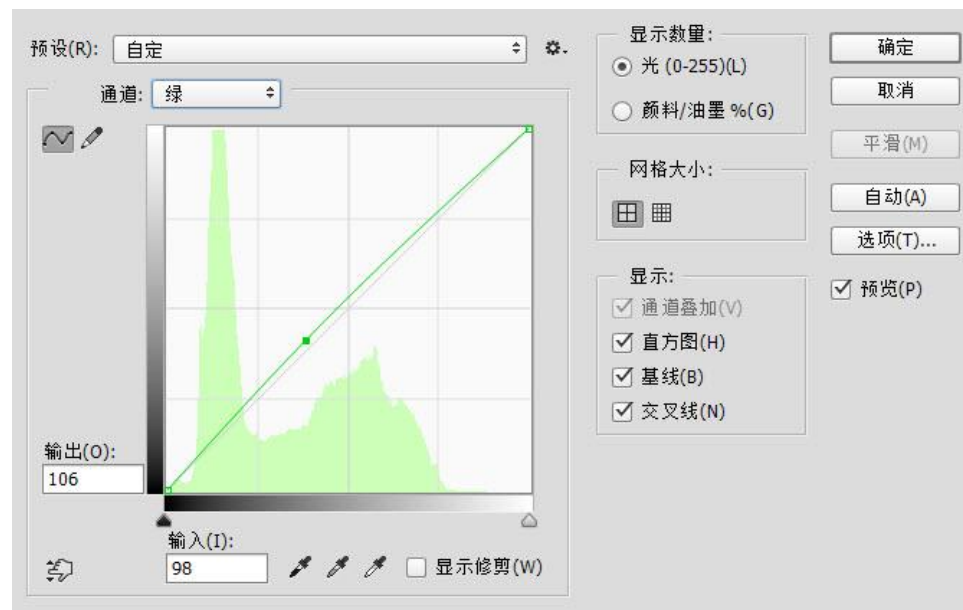 预设(R): 自定
通道: 绿
输出(O):
106
输入(I):
98
显示修剪(W)
显示数量:
光 (0-255)(L)
颜料/油墨 %(G)
网格大小:
显示:
通道叠加(V)
直方图(H)
基线(B)
交叉线(N)
确定
取消
平滑(M)
自动(A)
选项(T)...
预览(P)